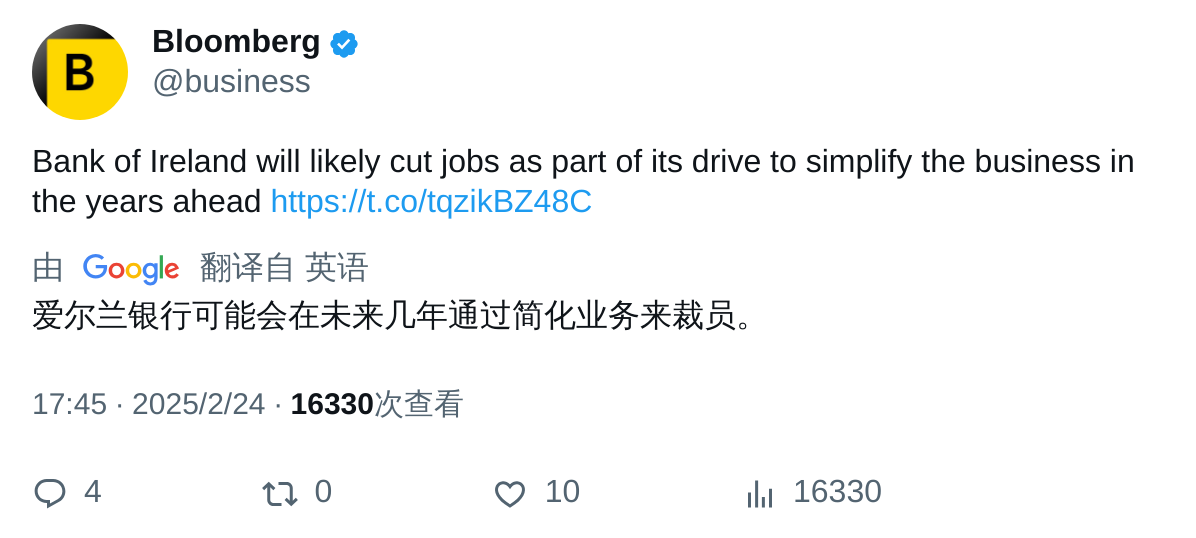 B
Bloomberg
@business
Bank of Ireland will likely cut jobs as part of its drive to simplify the business in
the years ahead https://t.co/tqzikBZ48C
由 Google 翻译自 英语
爱尔兰银行可能会在未来几年通过简化业务来裁员。
17:45 · 2025/2/24 · 16330次查看
4 0 10 16330